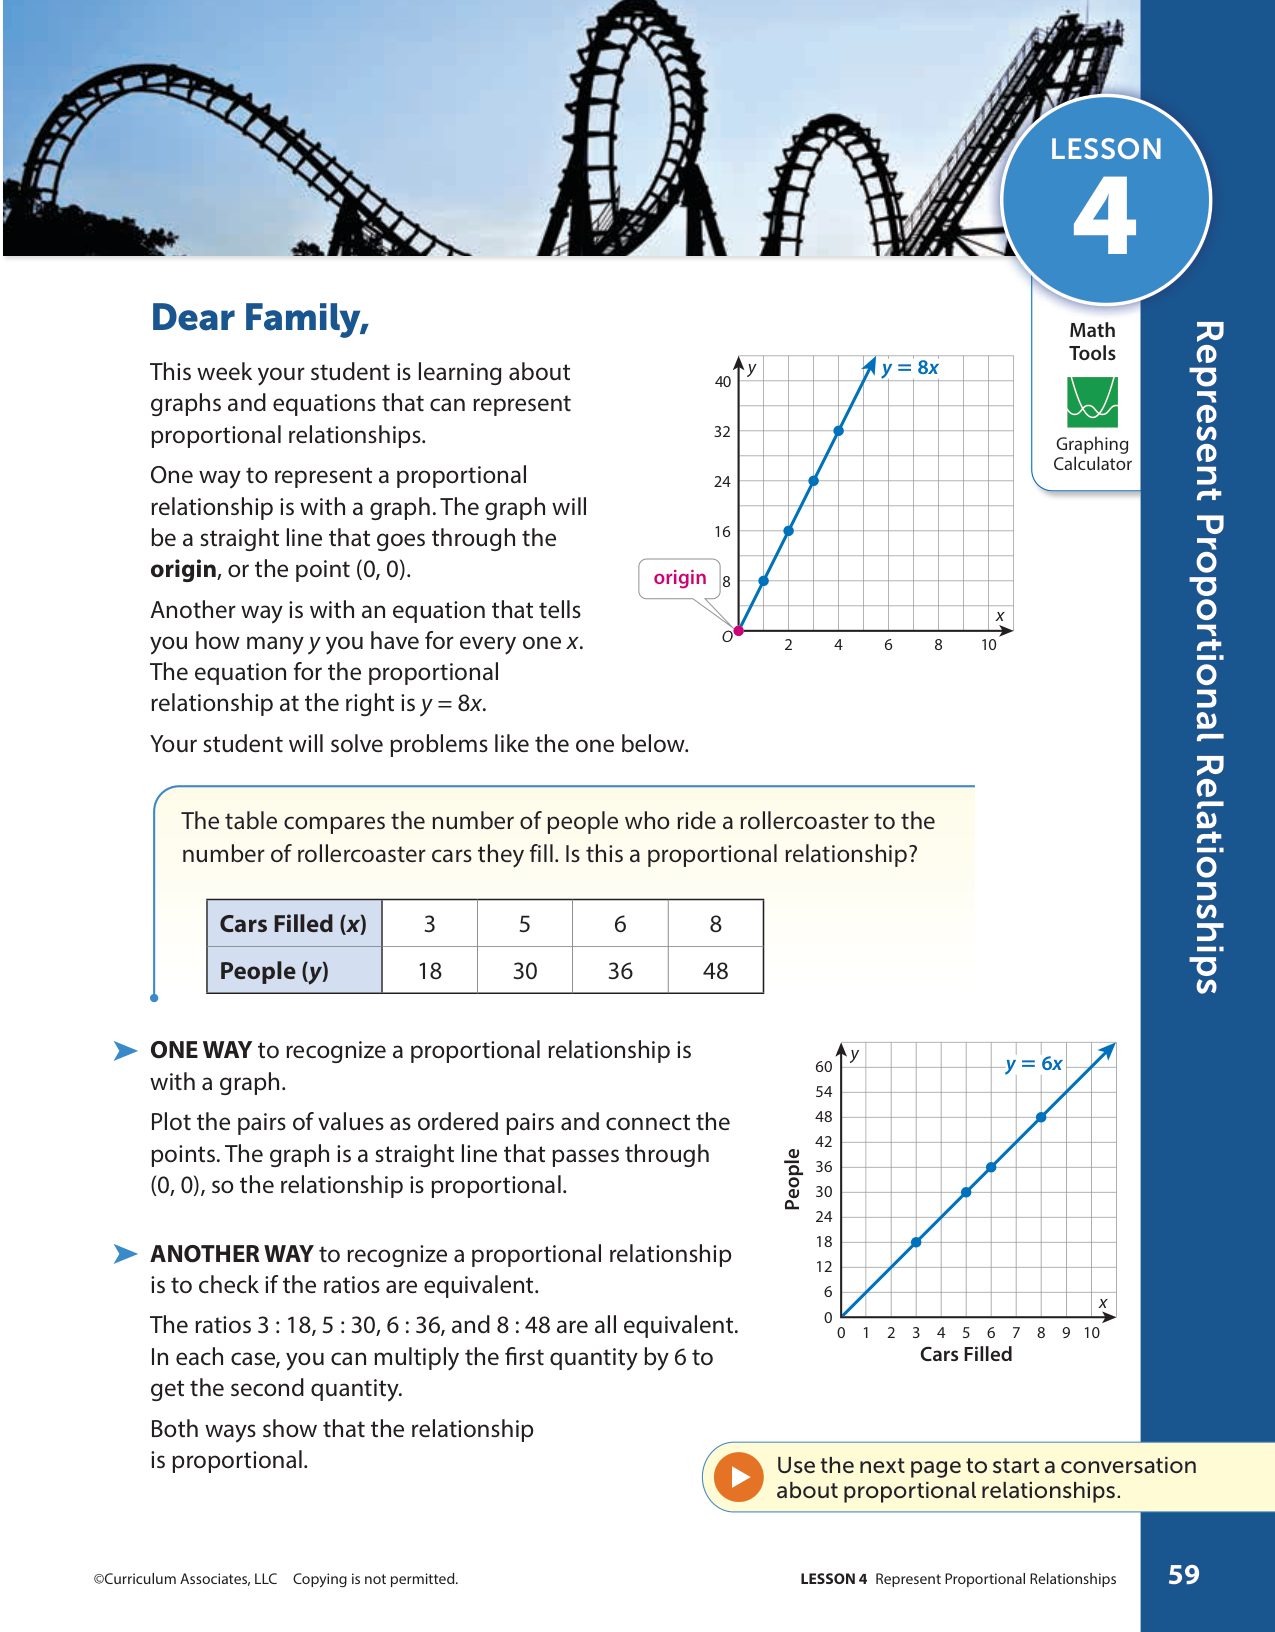 LESSON
4
Math
Tools
Graphing
Calculator
Represent Proportional Relationships
Dear Family,
This week your student is learning about
graphs and equations that can represent
proportional relationships.
One way to represent a proportional
relationship is with a graph. The graph will
be a straight line that goes through the
origin, or the point (0, 0).
Another way is with an equation that tells
you how many y you have for every one x.
The equation for the proportional
relationship at the right is y = 8x.
Your student will solve problems like the one below.
y
y = 8x
40
32
24
16
8
origin
O
2 4 6 8 10
x
The table compares the number of people who ride a rollercoaster to the
number of rollercoaster cars they fill. Is this a proportional relationship?
Cars Filled (x) 3 5 6 8
People (y) 18 30 36 48
➤ ONE WAY to recognize a proportional relationship is
with a graph.
Plot the pairs of values as ordered pairs and connect the
points. The graph is a straight line that passes through
(0, 0), so the relationship is proportional.
➤ ANOTHER WAY to recognize a proportional relationship
is to check if the ratios are equivalent.
The ratios 3 : 18, 5 : 30, 6 : 36, and 8 : 48 are all equivalent.
In each case, you can multiply the first quantity by 6 to
get the second quantity.
Both ways show that the relationship
is proportional.
y
y = 6x
60
54
48
42
36
30
24
18
12
6
0
People
x
0 1 2 3 4 5 6 7 8 9 10
Cars Filled
Use the next page to start a conversation
about proportional relationships.
©Curriculum Associates, LLC Copying is not permitted.
LESSON 4 Represent Proportional Relationships
59